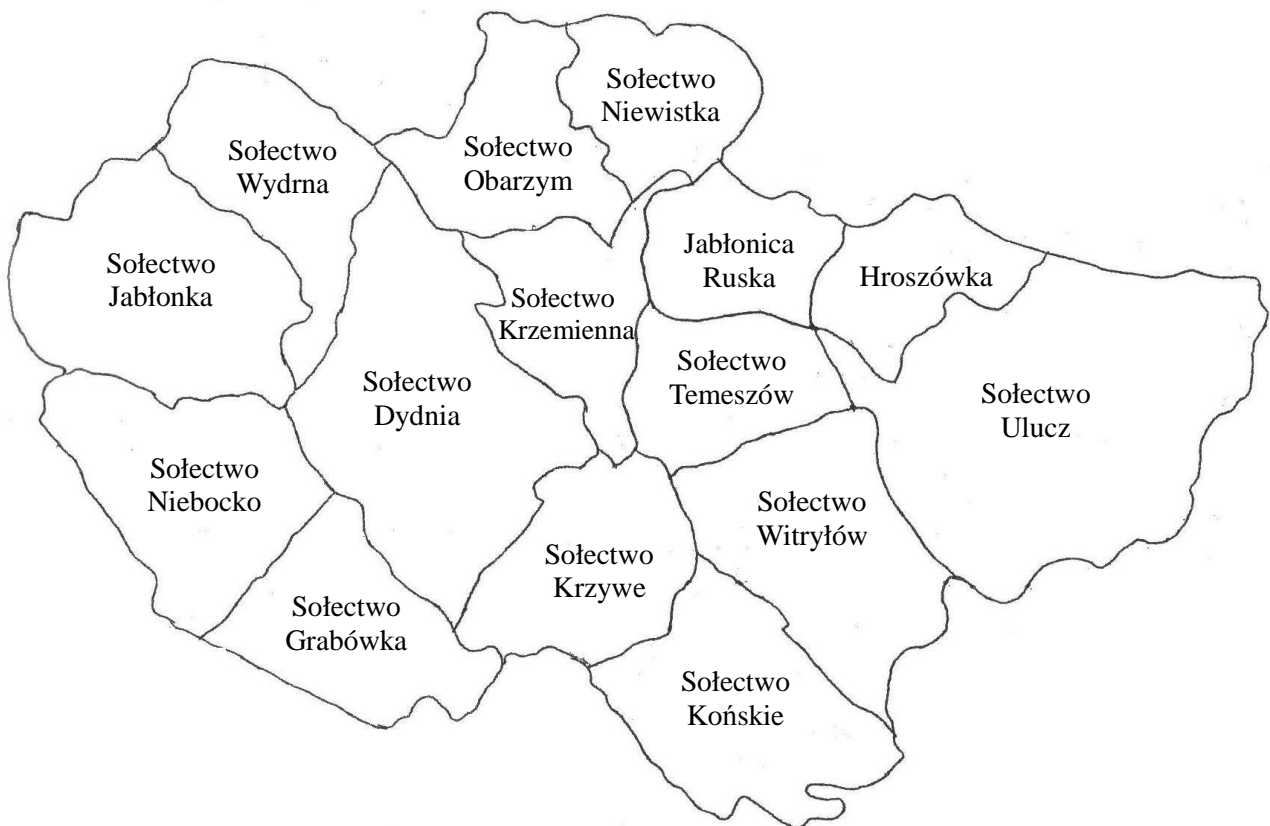 Sołectwo
Niewistka
Sołectwo
Wydrna
Sołectwo
Obarzym
Jabłonica
Ruska
Hroszówka
Sołectwo
Jabłonka
Sołectwo
Krzemienna
Sołectwo
Temeszów
Sołectwo
Dydnia
Sołectwo
Ulucz
Sołectwo
Niebocko
Sołectwo
Witryłów
Sołectwo
Krzywe
Sołectwo
Grabówka
Sołectwo
Końskie